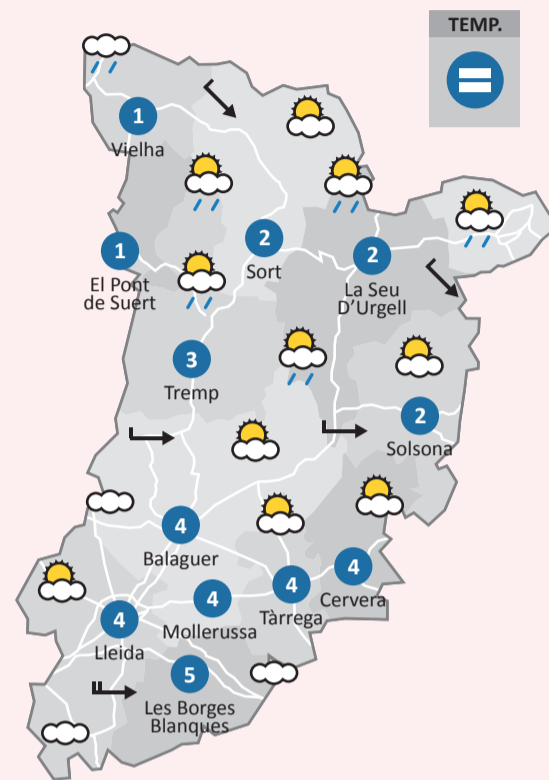 TEMP.
=
1
Vielha
1
El Pont
de Suert
2
Sort
2
La Seu
D'Urgell
3
Tremp
2
Solsona
4
Balaguer
4
Cervera
4
Tàrrega
4
Mollerussa
4
Lleida
5
Les Borges
Blanques